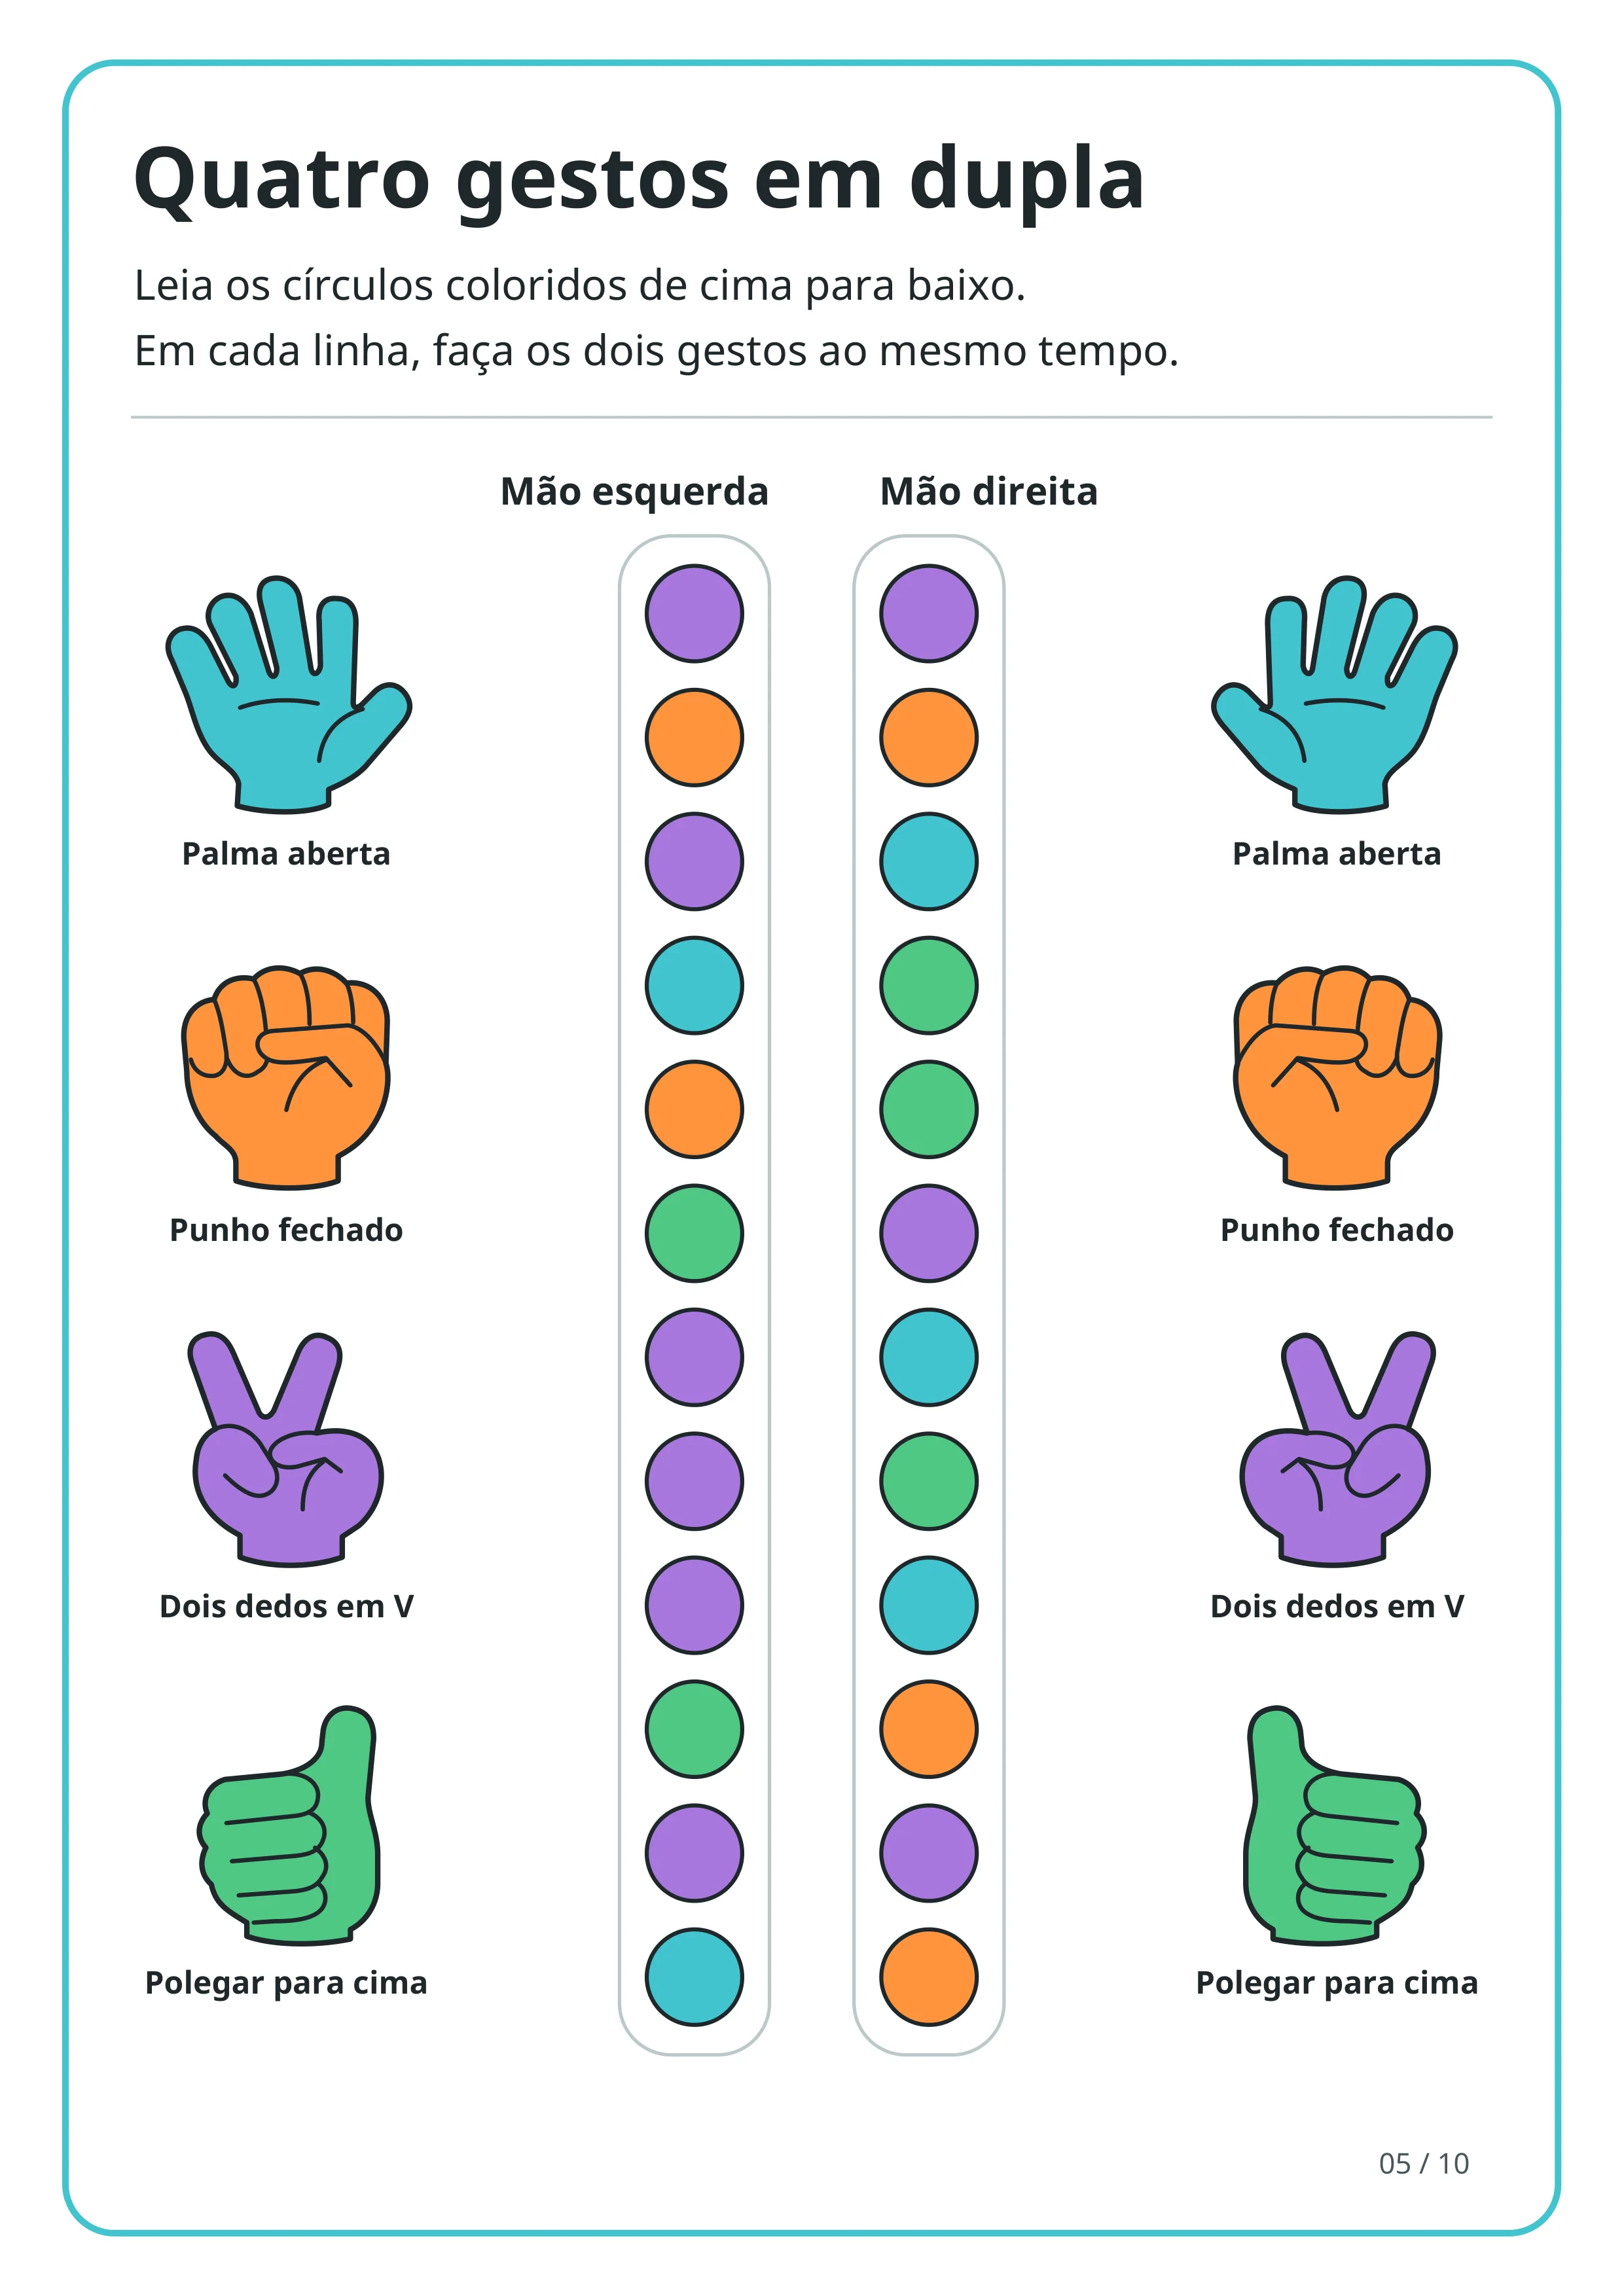 Quatro gestos em dupla
Leia os círculos coloridos de cima para baixo.
Em cada linha, faça os dois gestos ao mesmo tempo.
Mão esquerda
Mão direita
Palma aberta
Palma aberta
Punho fechado
Punho fechado
Dois dedos em V
Dois dedos em V
Polegar para cima
Polegar para cima
05 / 10